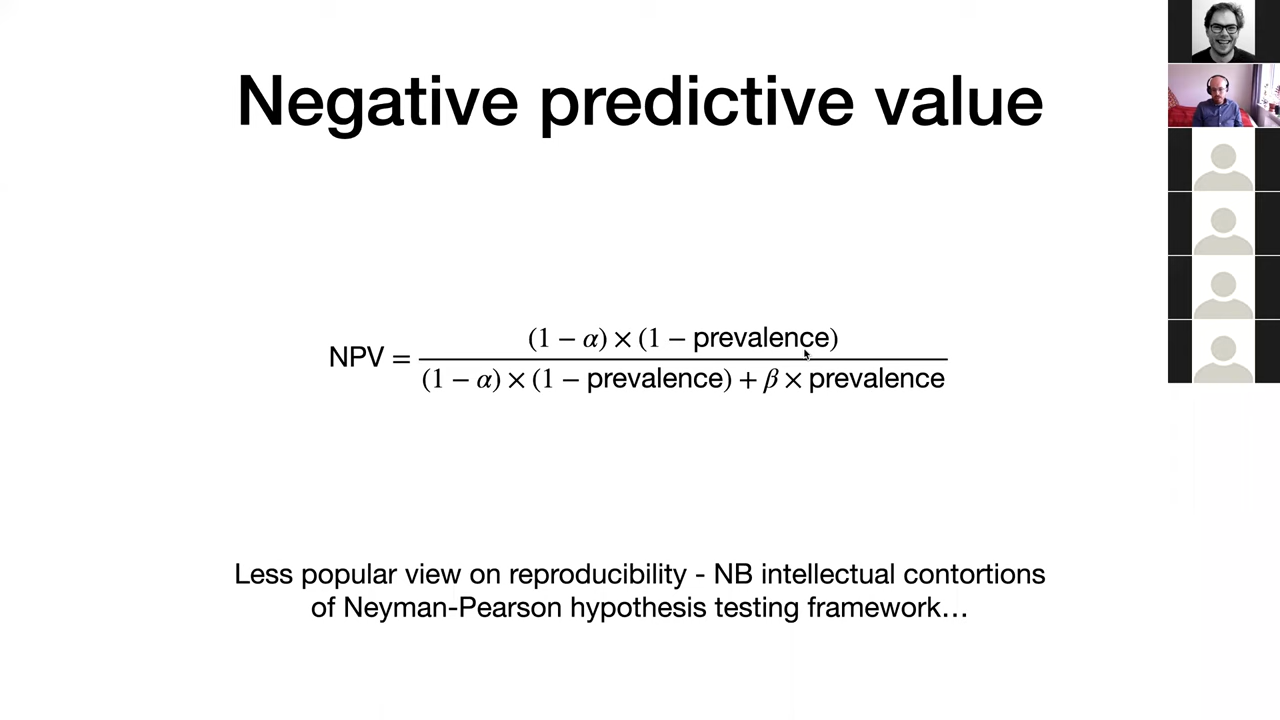 Negative predictive value
NPV = (1 − α) × (1 − prevalence)
(1 − α) × (1 − prevalence) + β × prevalence
Less popular view on reproducibility - NB intellectual contortions
of Neyman-Pearson hypothesis testing framework…